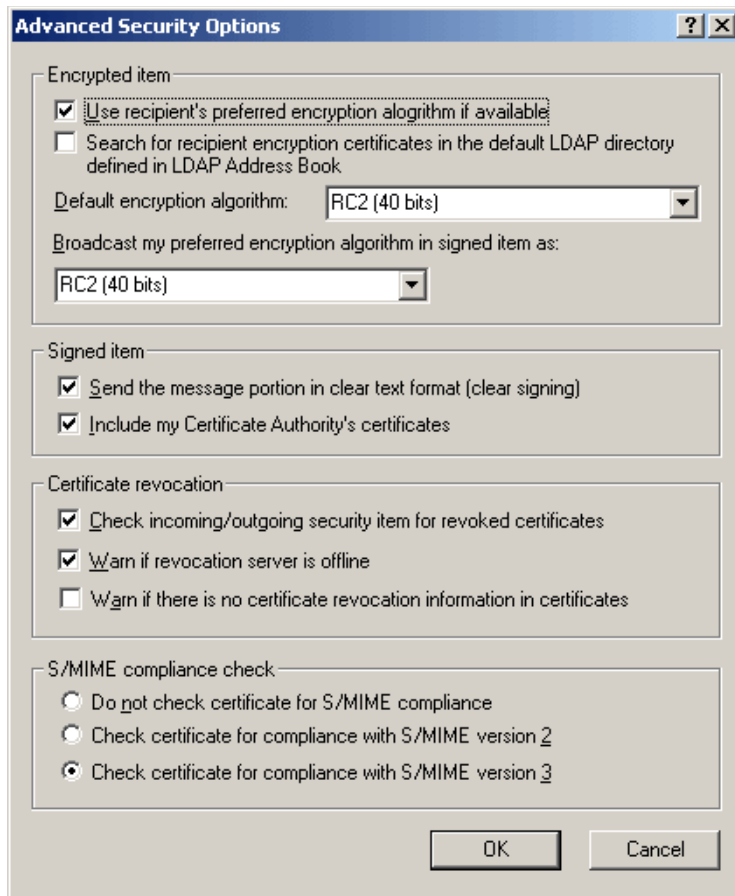 Advanced Security Options
Encrypted item
Use recipient's preferred encryption alogrithm if available
Search for recipient encryption certificates in the default LDAP directory
defined in LDAP Address Book
Default encryption algorithm: RC2 (40 bits)
Broadcast my preferred encryption algorithm in signed item as:
RC2 (40 bits)
Signed item
Send the message portion in clear text format (clear signing)
Include my Certificate Authority's certificates
Certificate revocation
Check incoming/outgoing security item for revoked certificates
Warn if revocation server is offline
Warn if there is no certificate revocation information in certificates
S/MIME compliance check
Do not check certificate for S/MIME compliance
Check certificate for compliance with S/MIME version 2
Check certificate for compliance with S/MIME version 3
OK Cancel